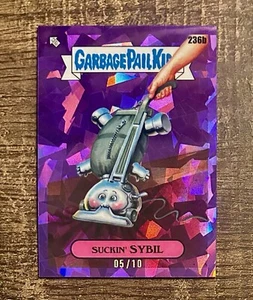 236b
GARBAGE PAIL KIDS
SUCKIN' SYBIL
05/10